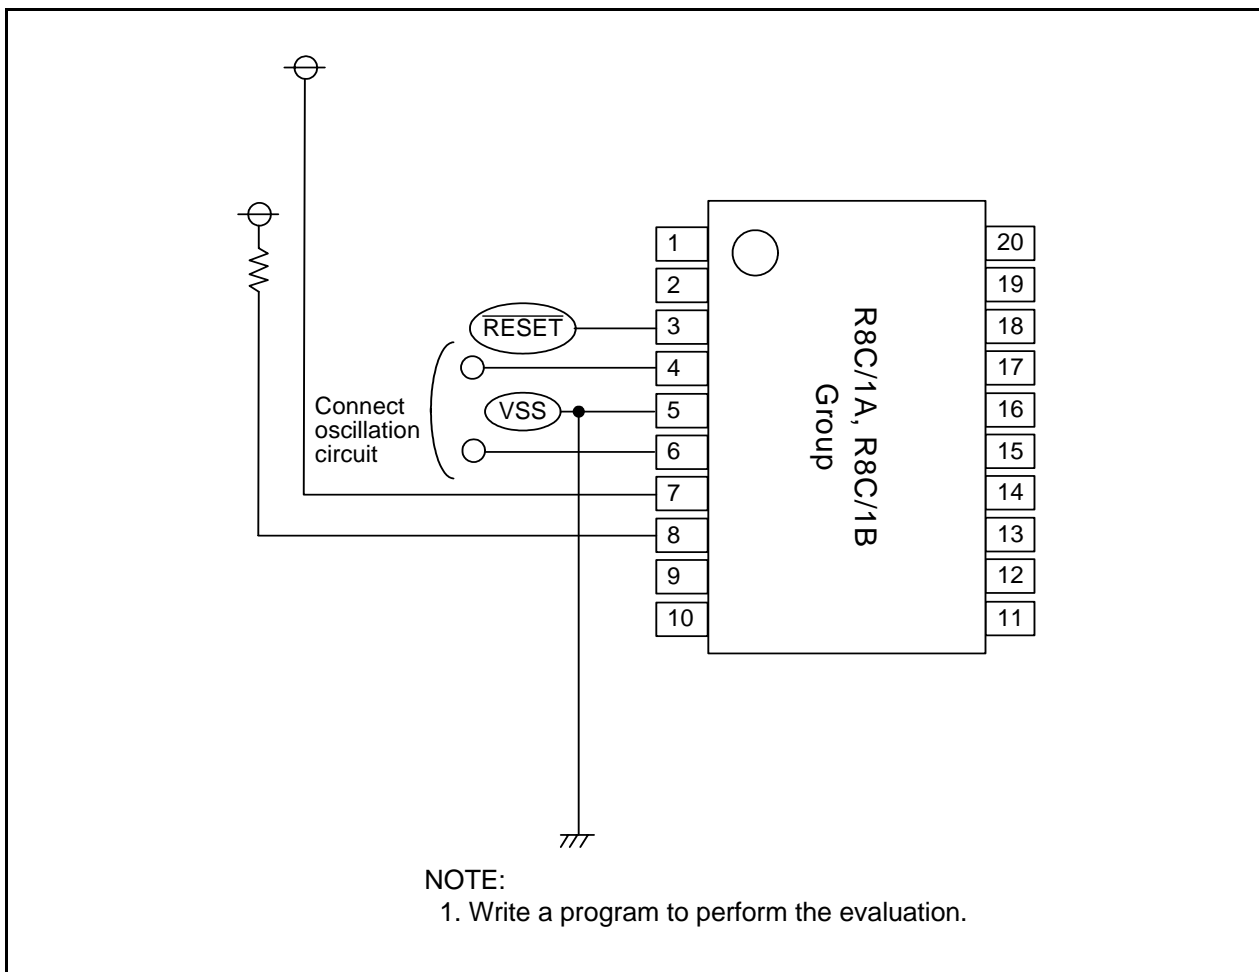 RESET
Connect
oscillation
circuit
VSS
1
2
3
4
5
6
7
8
9
10
R8C/1A, R8C/1B
Group
20
19
18
17
16
15
14
13
12
11
NOTE:
1. Write a program to perform the evaluation.